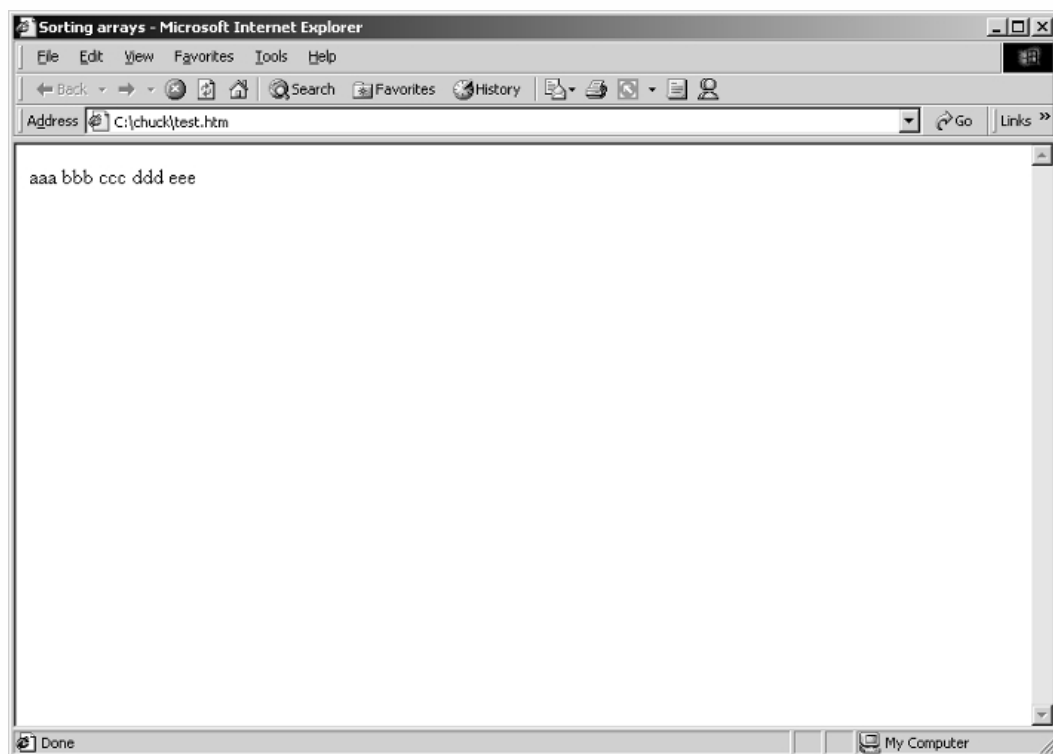 Sorting arrays - Microsoft Internet Explorer
File Edit View Favorites Tools Help
Back Search Favorites History
Address C:\chuck\test.htm Go Links »
aaa bbb ccc ddd eee
Done My Computer